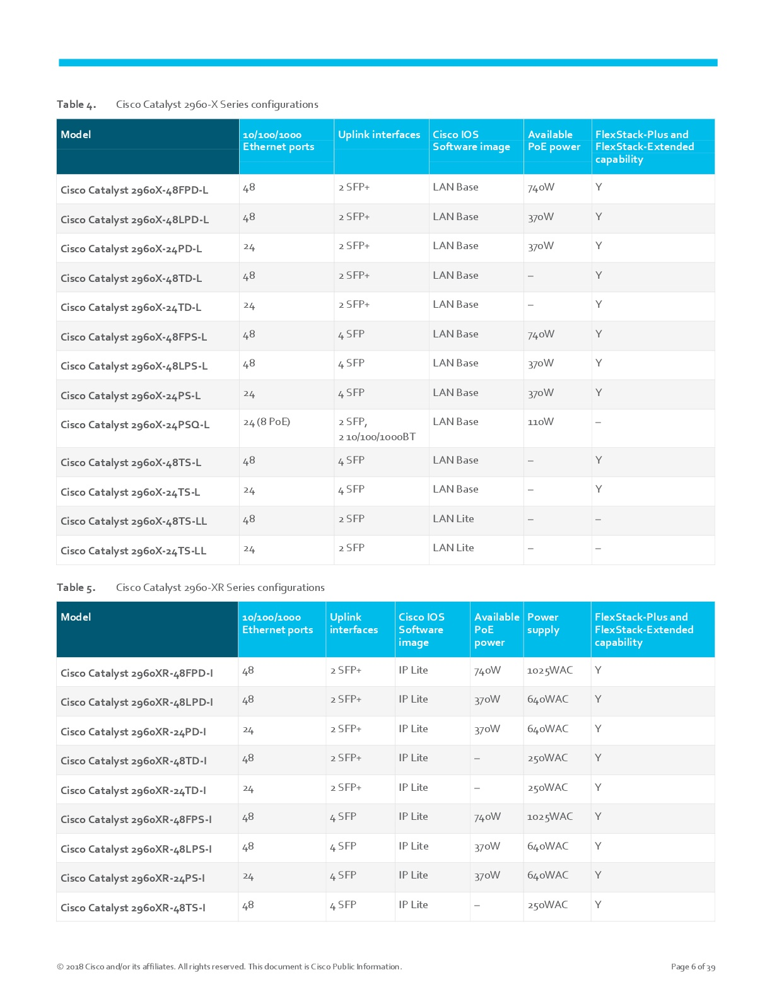 Table 4. Cisco Catalyst 2960-X Series configurations
Model 10/100/1000 Ethernet ports Uplink interfaces Cisco IOS Software image Available PoE power FlexStack-Plus and FlexStack-Extended capability
Cisco Catalyst 2960X-48FPD-L 48 2 SFP+ LAN Base 740W Y
Cisco Catalyst 2960X-48LPD-L 48 2 SFP+ LAN Base 370W Y
Cisco Catalyst 2960X-24PD-L 24 2 SFP+ LAN Base 370W Y
Cisco Catalyst 2960X-48TD-L 48 2 SFP+ LAN Base – Y
Cisco Catalyst 2960X-24TD-L 24 2 SFP+ LAN Base – Y
Cisco Catalyst 2960X-48FPS-L 48 4 SFP LAN Base 740W Y
Cisco Catalyst 2960X-48LPS-L 48 4 SFP LAN Base 370W Y
Cisco Catalyst 2960X-24PS-L 24 4 SFP LAN Base 370W Y
Cisco Catalyst 2960X-24PSQ-L 24 (8 PoE) 2 SFP, 2 10/100/1000BT LAN Base 110W –
Cisco Catalyst 2960X-48TS-L 48 4 SFP LAN Base – Y
Cisco Catalyst 2960X-24TS-L 24 4 SFP LAN Base – Y
Cisco Catalyst 2960X-48TS-LL 48 2 SFP LAN Lite – –
Cisco Catalyst 2960X-24TS-LL 24 2 SFP LAN Lite – –
Table 5. Cisco Catalyst 2960-XR Series configurations
Model 10/100/1000 Ethernet ports Uplink interfaces Cisco IOS Software image Available PoE power Power supply FlexStack-Plus and FlexStack-Extended capability
Cisco Catalyst 2960XR-48FPD-I 48 2 SFP+ IP Lite 740W 1025WAC Y
Cisco Catalyst 2960XR-48LPD-I 48 2 SFP+ IP Lite 370W 640WAC Y
Cisco Catalyst 2960XR-24PD-I 24 2 SFP+ IP Lite 370W 640WAC Y
Cisco Catalyst 2960XR-48TD-I 48 2 SFP+ IP Lite – 250WAC Y
Cisco Catalyst 2960XR-24TD-I 24 2 SFP+ IP Lite – 250WAC Y
Cisco Catalyst 2960XR-48FPS-I 48 4 SFP IP Lite 740W 1025WAC Y
Cisco Catalyst 2960XR-48LPS-I 48 4 SFP IP Lite 370W 640WAC Y
Cisco Catalyst 2960XR-24PS-I 24 4 SFP IP Lite 370W 640WAC Y
Cisco Catalyst 2960XR-48TS-I 48 4 SFP IP Lite – 250WAC Y
© 2018 Cisco and/or its affiliates. All rights reserved. This document is Cisco Public Information. Page 6 of 39